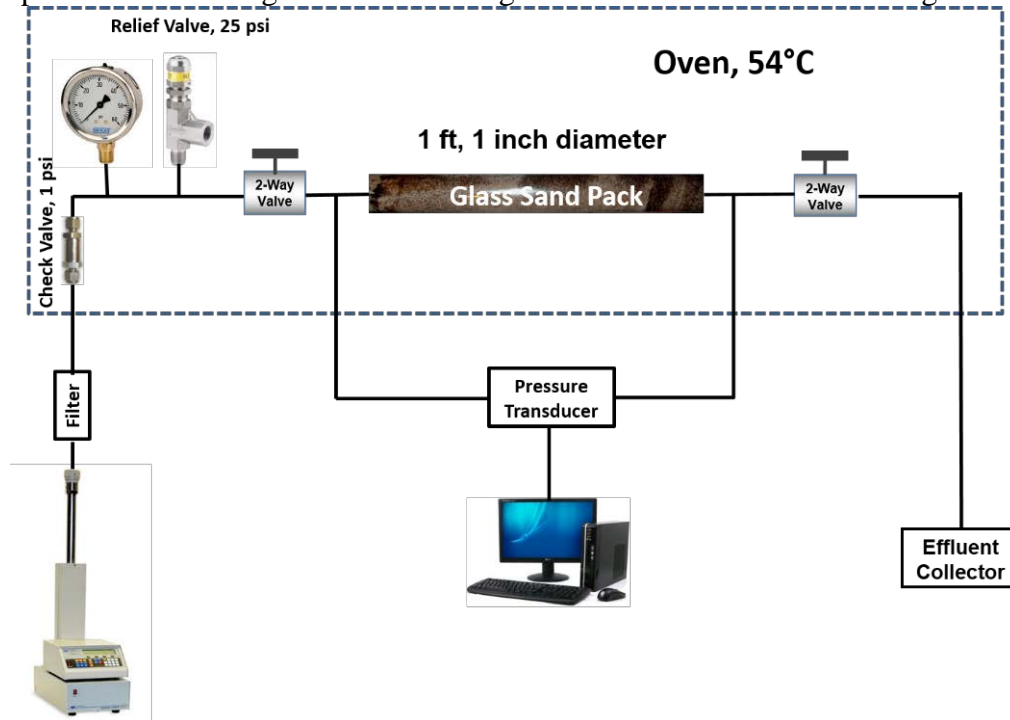 Relief Valve, 25 psi
Oven, 54°C
1 ft, 1 inch diameter
Check Valve, 1 psi
2-Way
Valve
Glass Sand Pack
2-Way
Valve
Filter
Pressure
Transducer
Effluent
Collector